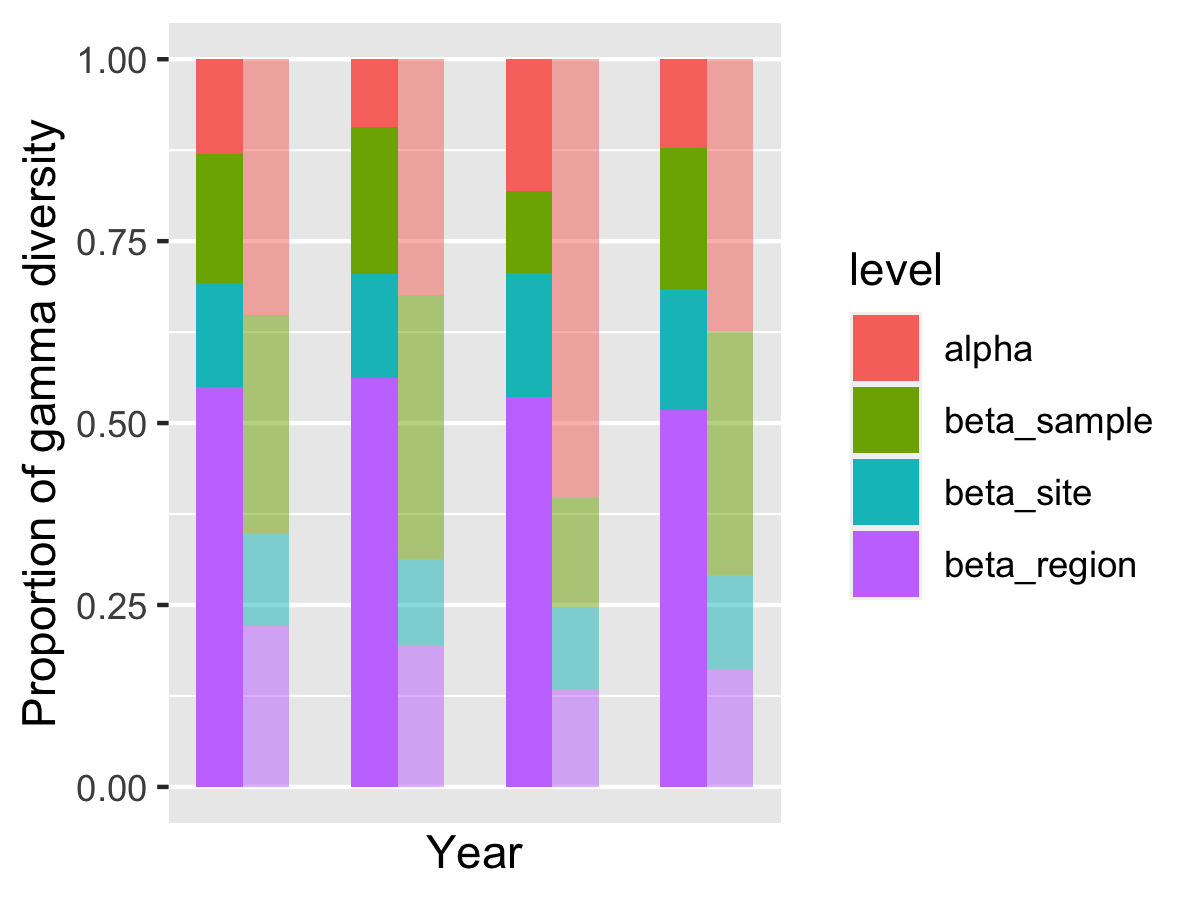 Proportion of gamma diversity
1.00
0.75
0.50
0.25
0.00
Year
level
alpha
beta_sample
beta_site
beta_region